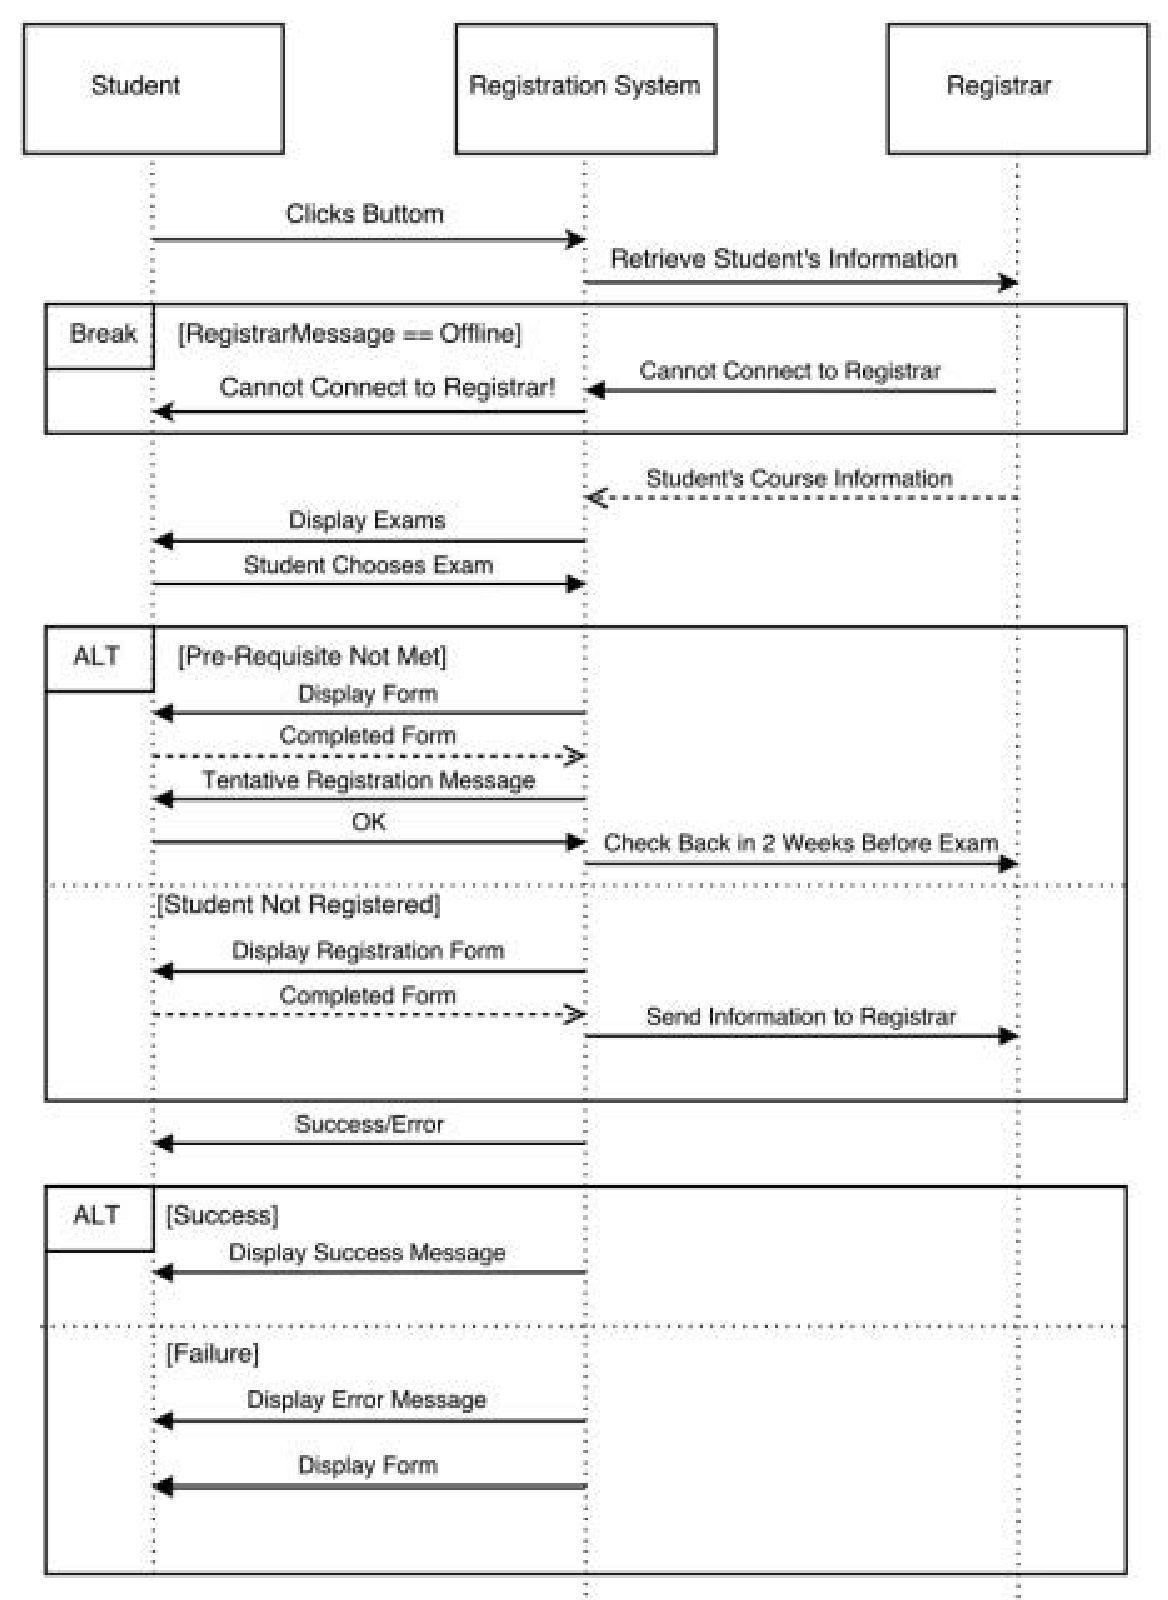 Student
Registration System
Registrar
Clicks Buttom
Retrieve Student's Information
Break
[RegistrarMessage == Offline]
Cannot Connect to Registrar
Cannot Connect to Registrar!
Student's Course Information
Display Exams
Student Chooses Exam
ALT
[Pre-Requisite Not Met]
Display Form
Completed Form
Tentative Registration Message
OK
Check Back in 2 Weeks Before Exam
[Student Not Registered]
Display Registration Form
Completed Form
Send Information to Registrar
Success/Error
ALT
[Success]
Display Success Message
[Failure]
Display Error Message
Display Form